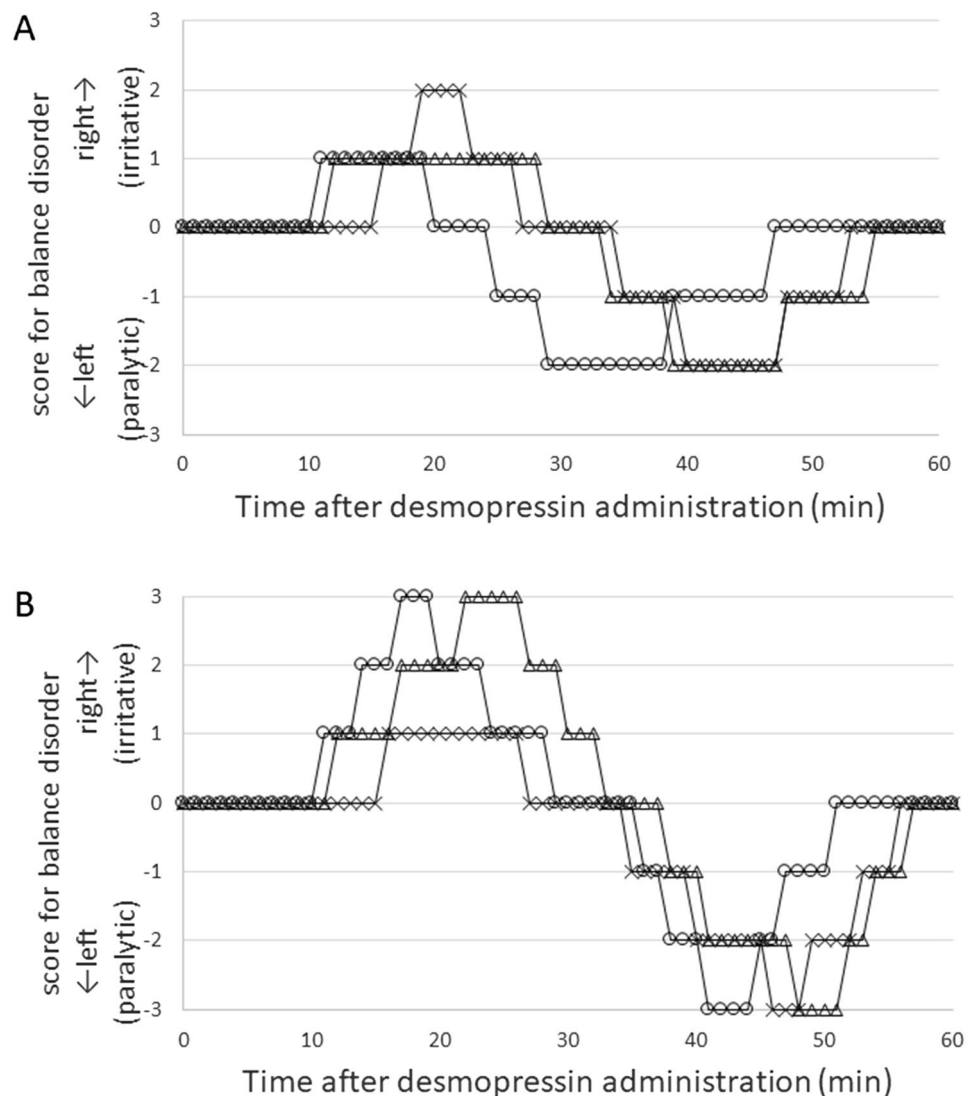 A
score for balance disorder
←left right→
(paralytic) (irritative)
3
2
1
0
-1
-2
-3
0 10 20 30 40 50 60
Time after desmopressin administration (min)
B
score for balance disorder
←left right→
(paralytic) (irritative)
3
2
1
0
-1
-2
-3
0 10 20 30 40 50 60
Time after desmopressin administration (min)